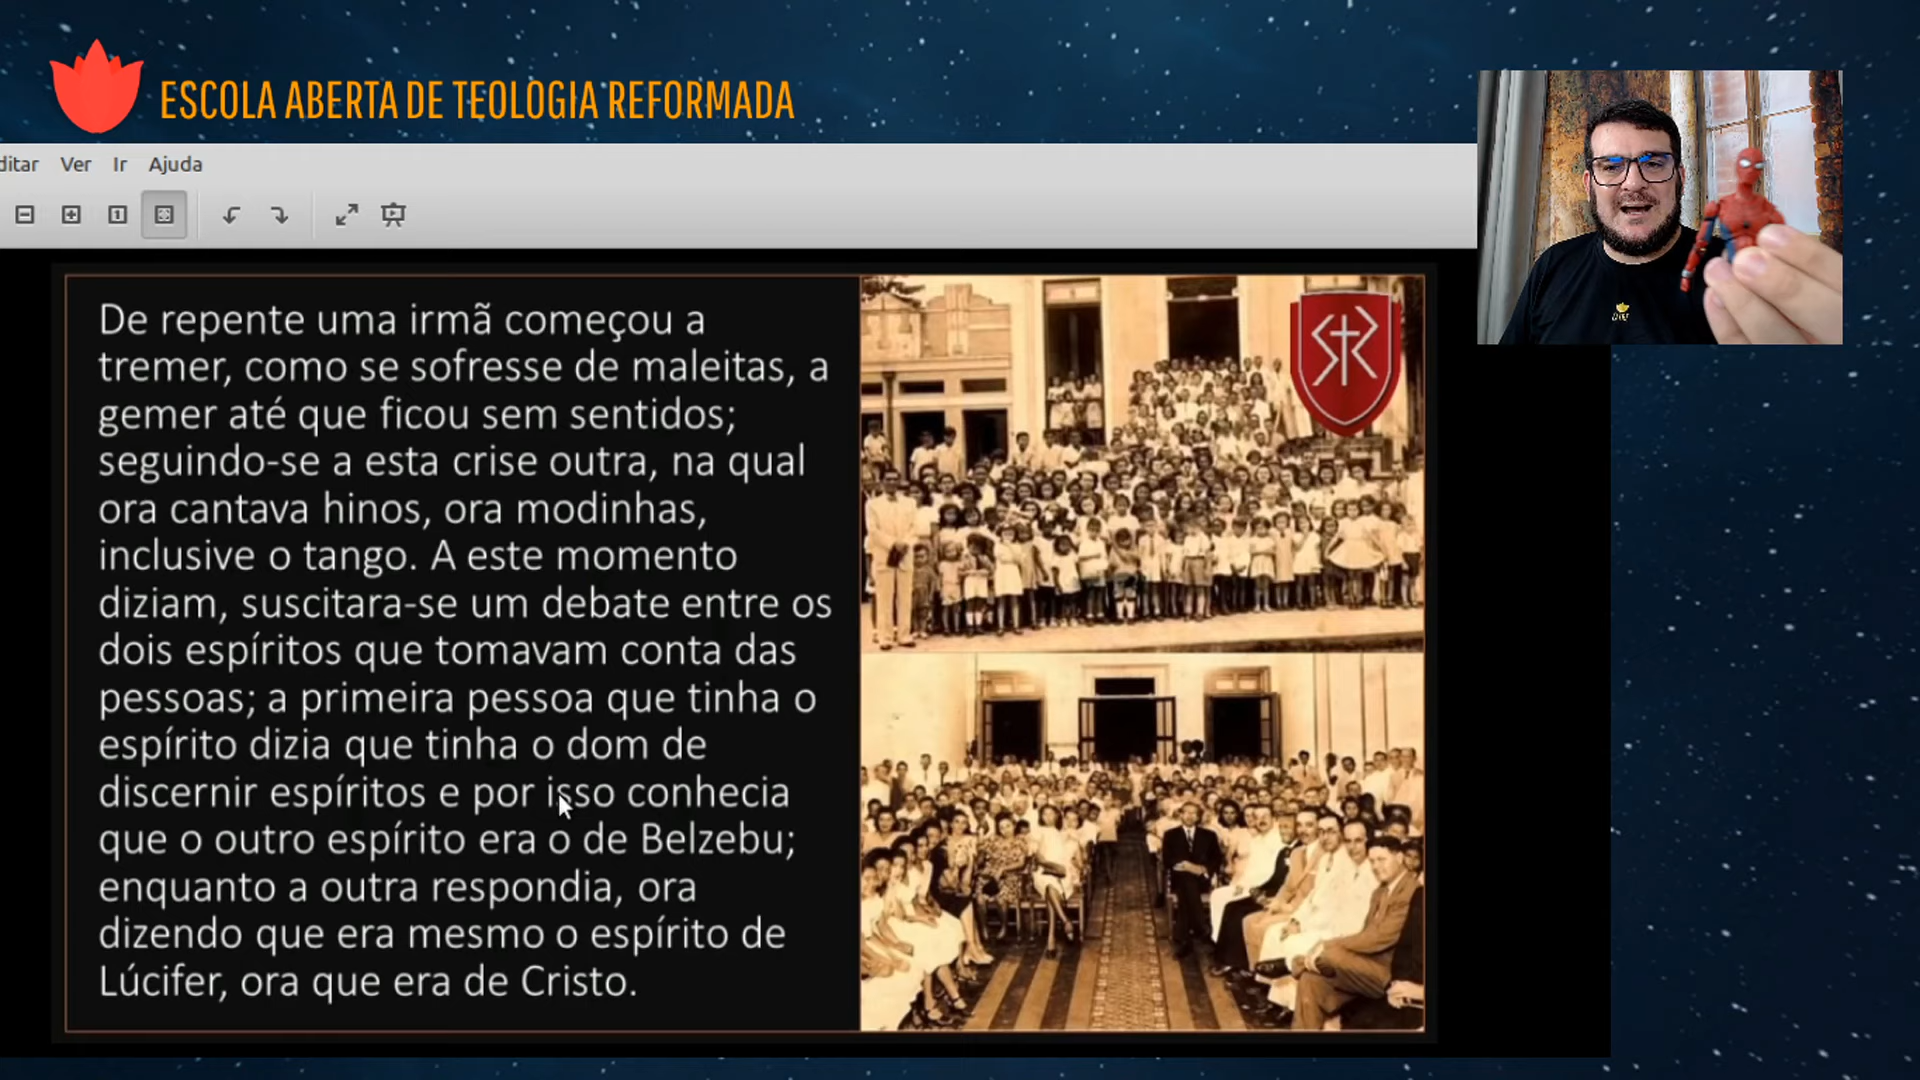 ESCOLA ABERTA DE TEOLOGIA REFORMADA
ditar Ver Ir Ajuda
De repente uma irmã começou a
tremer, como se sofresse de maleitas, a
gemer até que ficou sem sentidos;
seguindo-se a esta crise outra, na qual
ora cantava hinos, ora modinhas,
inclusive o tango. A este momento
diziam, suscitara-se um debate entre os
dois espíritos que tomavam conta das
pessoas; a primeira pessoa que tinha o
espírito dizia que tinha o dom de
discernir espíritos e por isso conhecia
que o outro espírito era o de Belzebu;
enquanto a outra respondia, ora
dizendo que era mesmo o espírito de
Lúcifer, ora que era de Cristo.